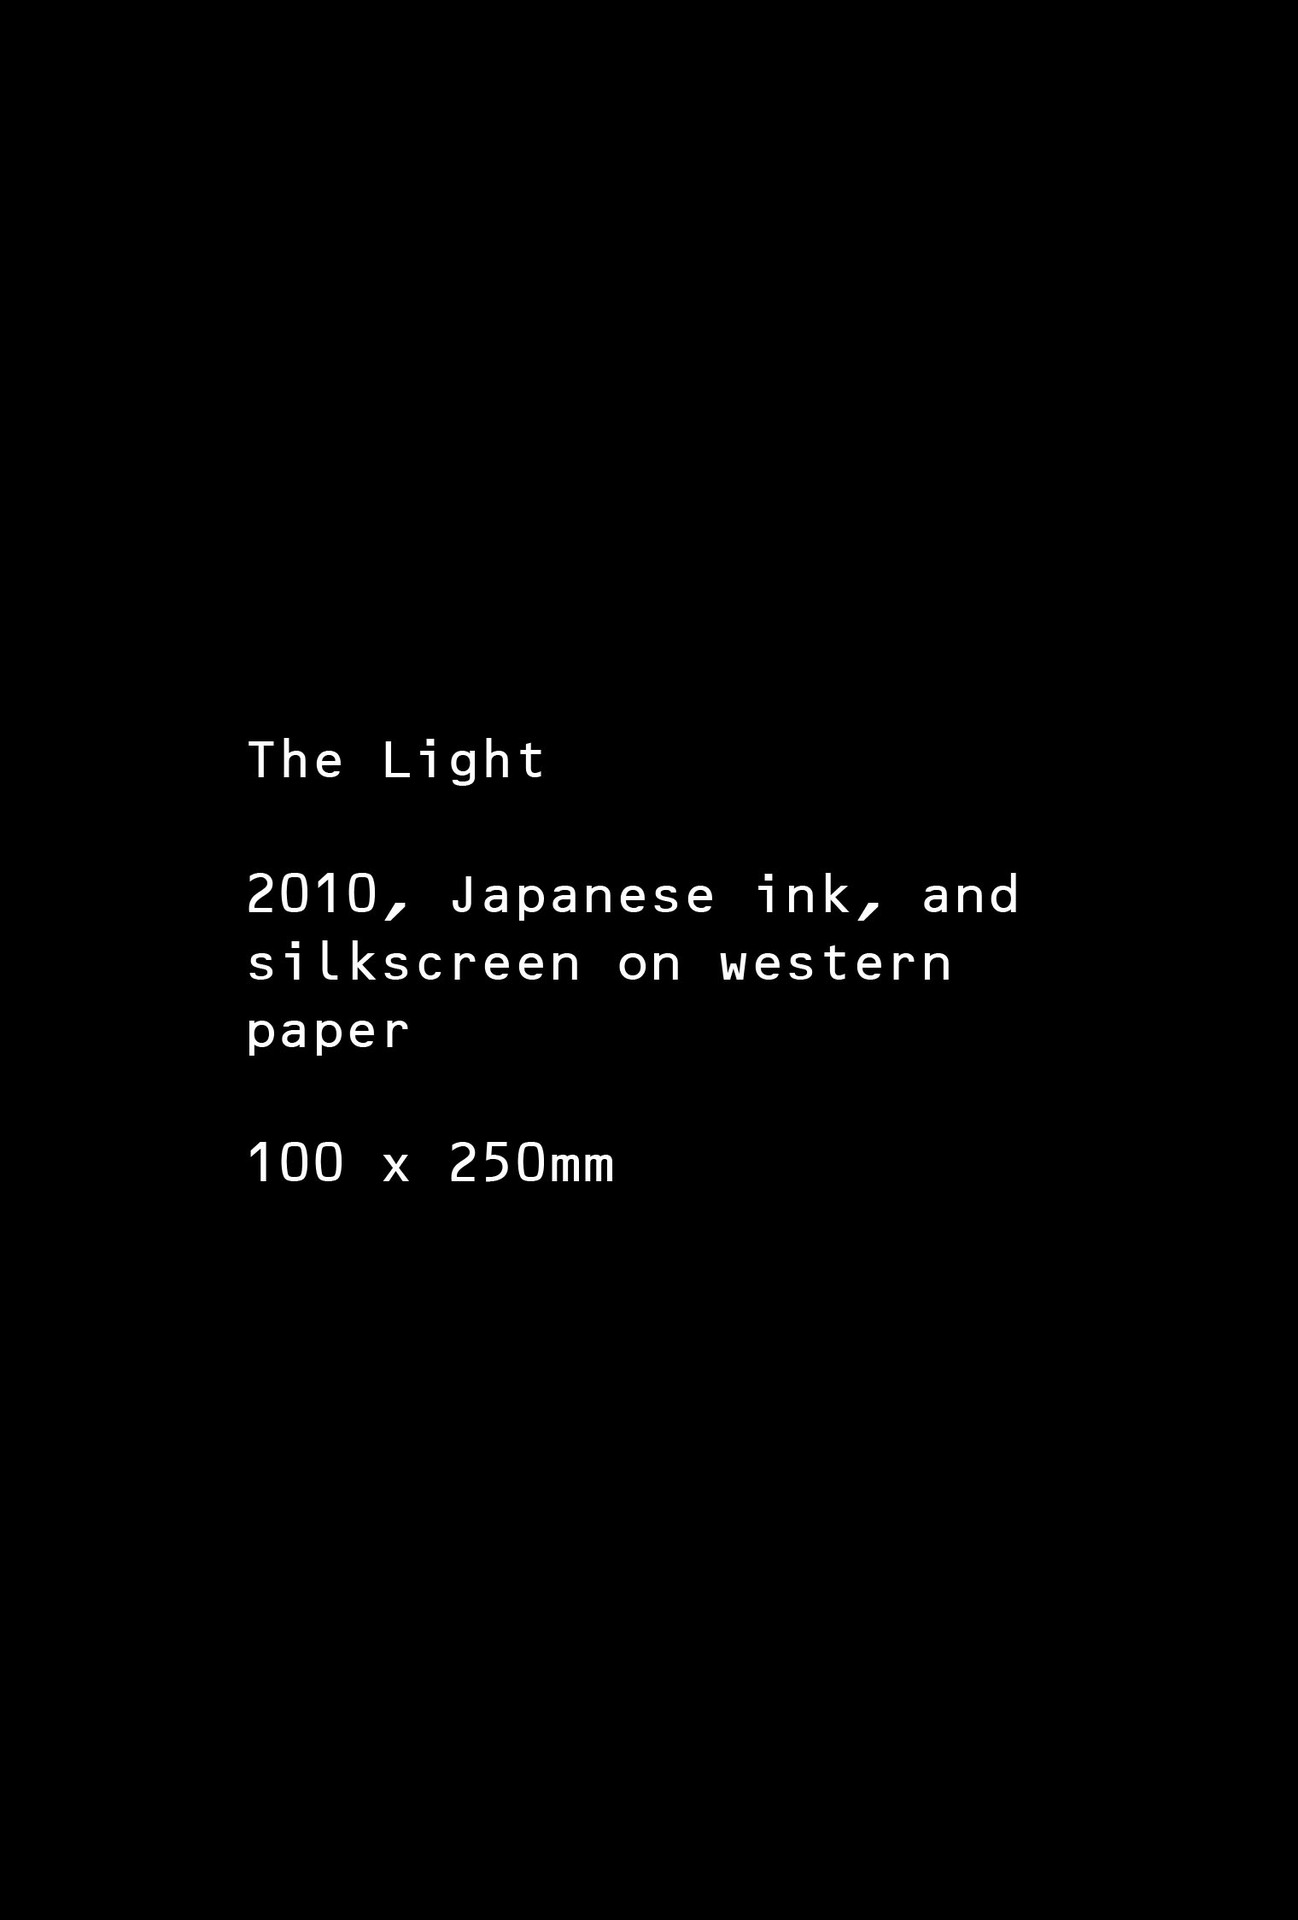 The Light
2010, Japanese ink, and
silkscreen on western
paper
100 x 250mm